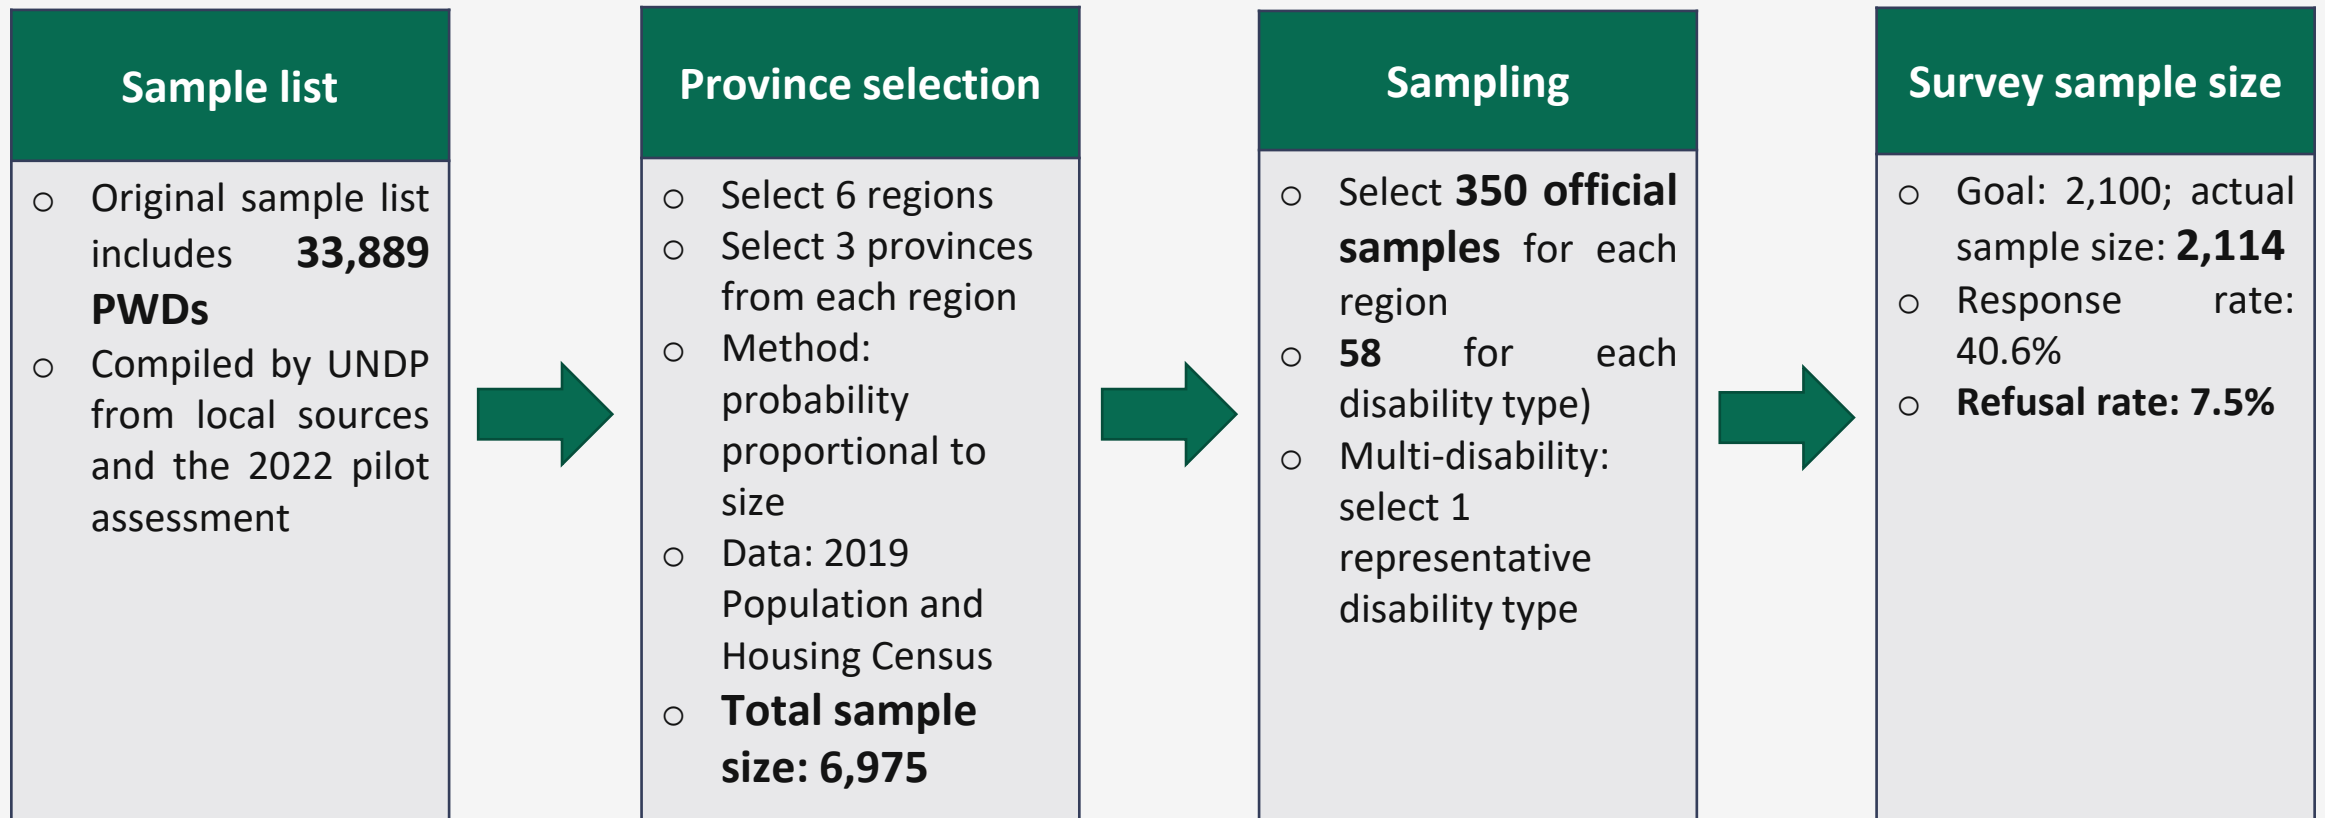 Sample list
○ Original sample list
includes 33,889
PWDs
○ Compiled by UNDP
from local sources
and the 2022 pilot
assessment
Province selection
○ Select 6 regions
○ Select 3 provinces
from each region
○ Method:
probability
proportional to
size
○ Data: 2019
Population and
Housing Census
○ Total sample
size: 6,975
Sampling
○ Select 350 official
samples for each
region
○ 58 for each
disability type)
○ Multi-disability:
select 1
representative
disability type
Survey sample size
○ Goal: 2,100; actual
sample size: 2,114
○ Response rate:
40.6%
○ Refusal rate: 7.5%